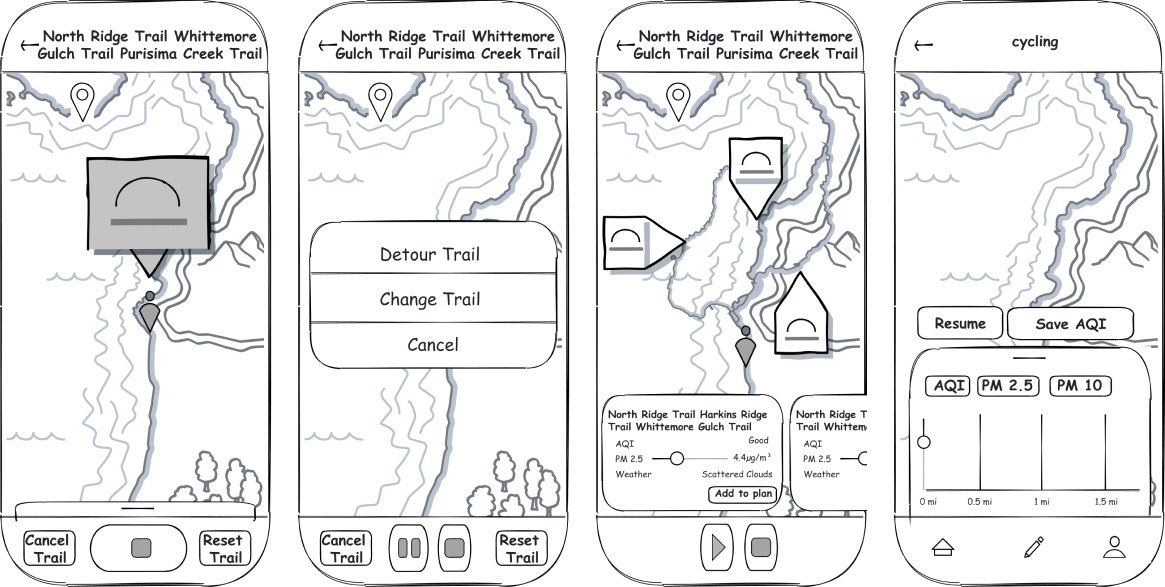 North Ridge Trail Whittemore
Gulch Trail Purisima Creek Trail
Cancel
Trail
Reset
Trail
North Ridge Trail Whittemore
Gulch Trail Purisima Creek Trail
Detour Trail
Change Trail
Cancel
Cancel
Trail
Reset
Trail
North Ridge Trail Whittemore
Gulch Trail Purisima Creek Trail
North Ridge Trail Harkins Ridge
Trail Whittemore Gulch Trail
AQI Good
PM 2.5 4.4µg/m³
Weather Scattered Clouds
Add to plan
North Ridge T
Trail Whittem
AQI
PM 2.5
Weather
cycling
Resume
Save AQI
AQI PM 2.5 PM 10
0 mi 0.5 mi 1 mi 1.5 mi